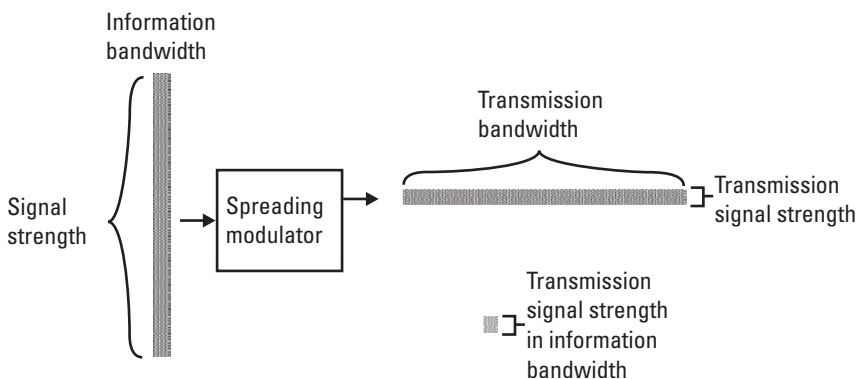 Information
bandwidth
Signal
strength
Spreading
modulator
Transmission
bandwidth
Transmission
signal strength
Transmission
signal strength
in information
bandwidth